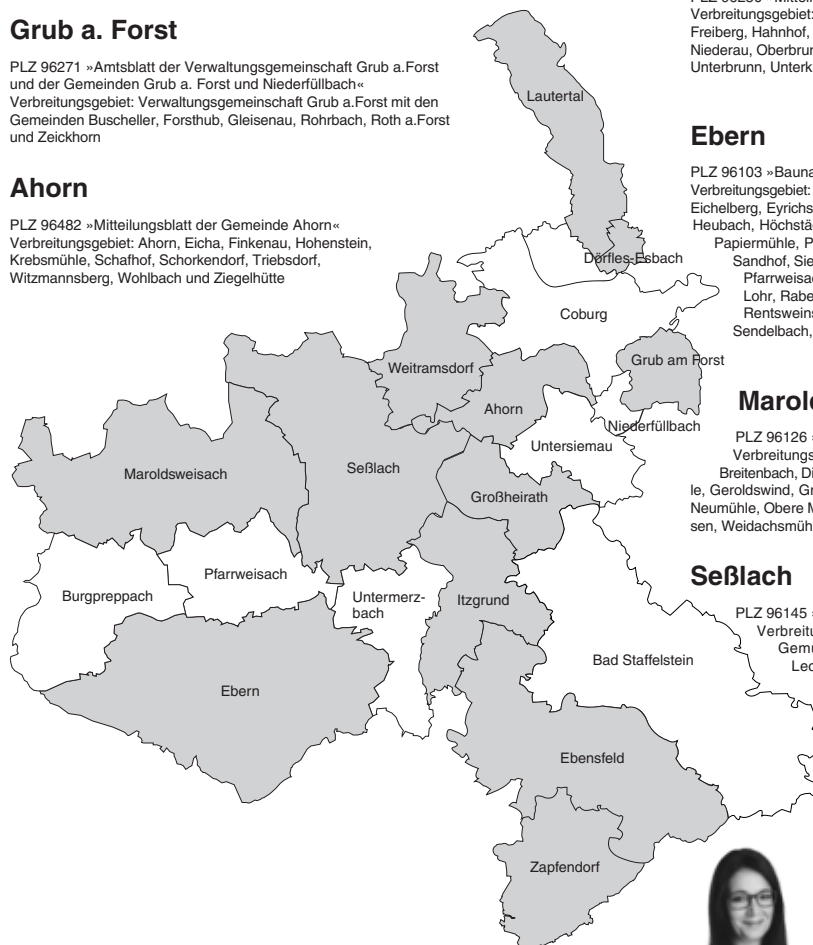 Grub a. Forst
PLZ 96271 »Amtsblatt der Verwaltungsgemeinschaft Grub a.Forst
und der Gemeinden Grub a. Forst und Niederfüllbach«
Verbreitungsgebiet: Verwaltungsgemeinschaft Grub a.Forst mit den
Gemeinden Buscheller, Forsthub, Gleisenau, Rohrbach, Roth a.Forst
und Zeickhorn
Ahorn
PLZ 96482 »Mitteilungsblatt der Gemeinde Ahorn«
Verbreitungsgebiet: Ahorn, Eicha, Finkenau, Hohenstein,
Krebsmühle, Schafhof, Schorkendorf, Triebsdorf,
Witzmannsberg, Wohlbach und Ziegelhütte
Verbreitungsgebiet:
Freiberg, Hahnhof,
Niederau, Oberbrun
Unterbrunn, Unterk
Ebern
PLZ 96103 »Bauna
Verbreitungsgebiet:
Eichelberg, Eyrichs
Heubach, Höchstä
Papiermühle, P
Sandhof, Sie
Pfarrweisac
Lohr, Rabe
Rentsweins
Sendelbach,
Marol
PLZ 96126
Verbreitungs
Breitenbach, Di
le, Geroldswind, Gr
Neumühle, Obere M
sen, Weidachsmüh
Seßlach
PLZ 96145
Verbreitu
Gemu
Lec
Lautertal
Dörfles-Esbach
Coburg
Weitramsdorf
Grub am Forst
Ahorn
Niederfüllbach
Untersiemau
Maroldsweisach
Seßlach
Großheirath
Burgpreppach
Pfarrweisach
Untermerz-
bach
Itzgrund
Bad Staffelstein
Ebern
Ebensfeld
Zapfendorf